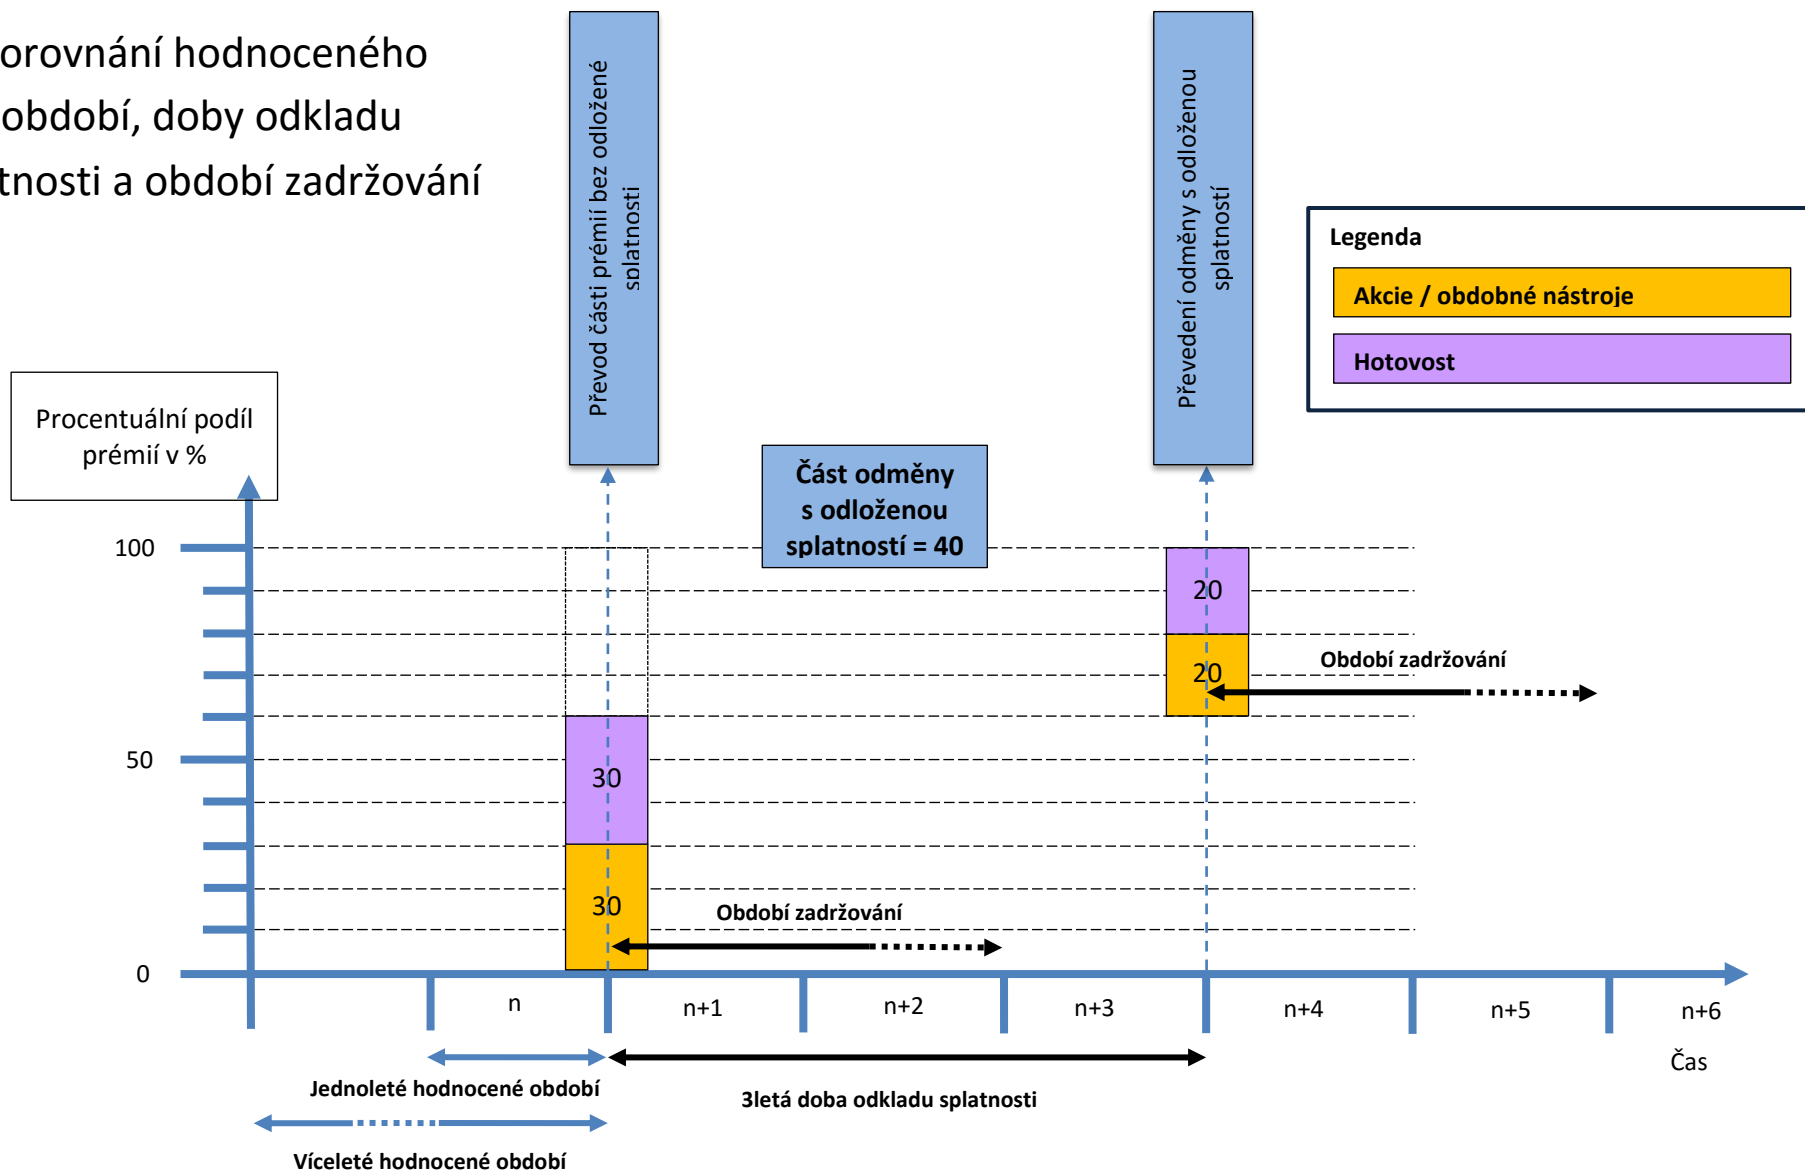 orovnání hodnoceného
období, doby odkladu
tnosti a období zadržování
Převod části prémií bez odložené
splatnosti
Převedení odměny s odloženou
splatností
Legenda
Akcie / obdobné nástroje
Hotovost
Procentuální podíl
prémií v %
Část odměny
s odloženou
splatností = 40
100
20
20
Období zadržování
50
30
30
Období zadržování
0
n
n+1
n+2
n+3
n+4
n+5
n+6
Čas
Jednoleté hodnocené období
3letá doba odkladu splatnosti
Víceleté hodnocené období